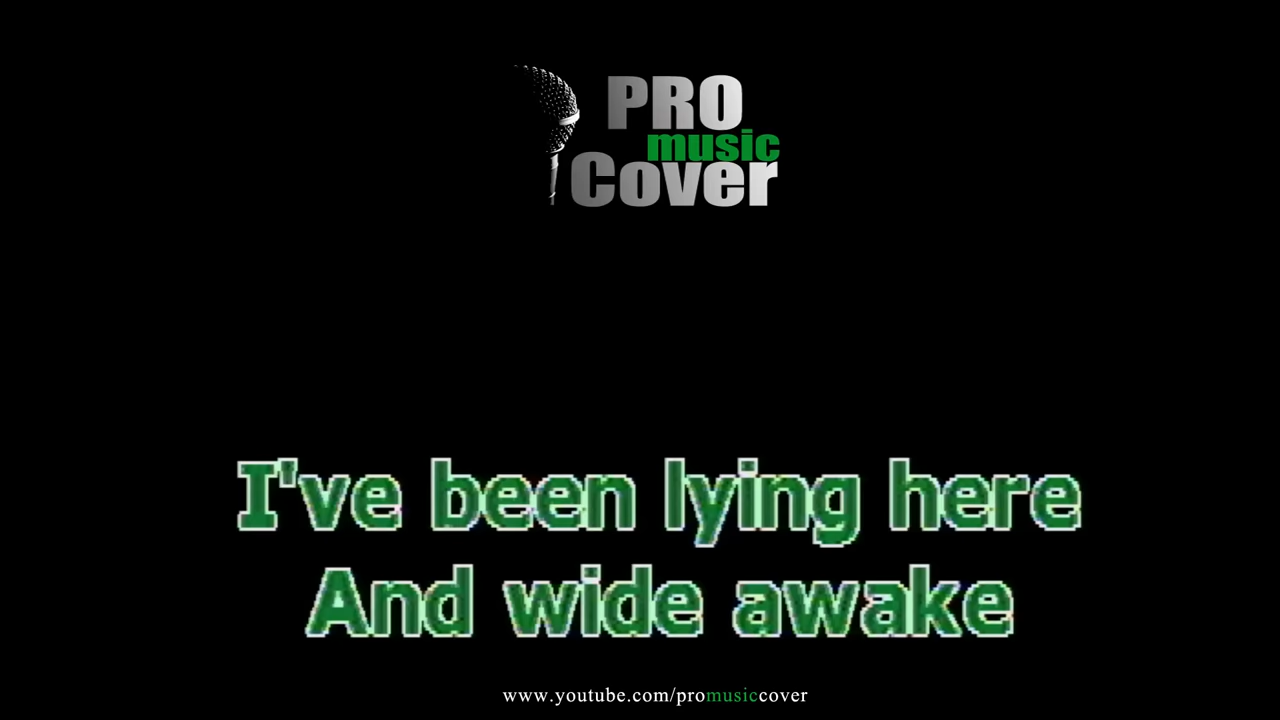 PRO
music
Cover
I've been lying here
And wide awake
www.youtube.com/promusiccover